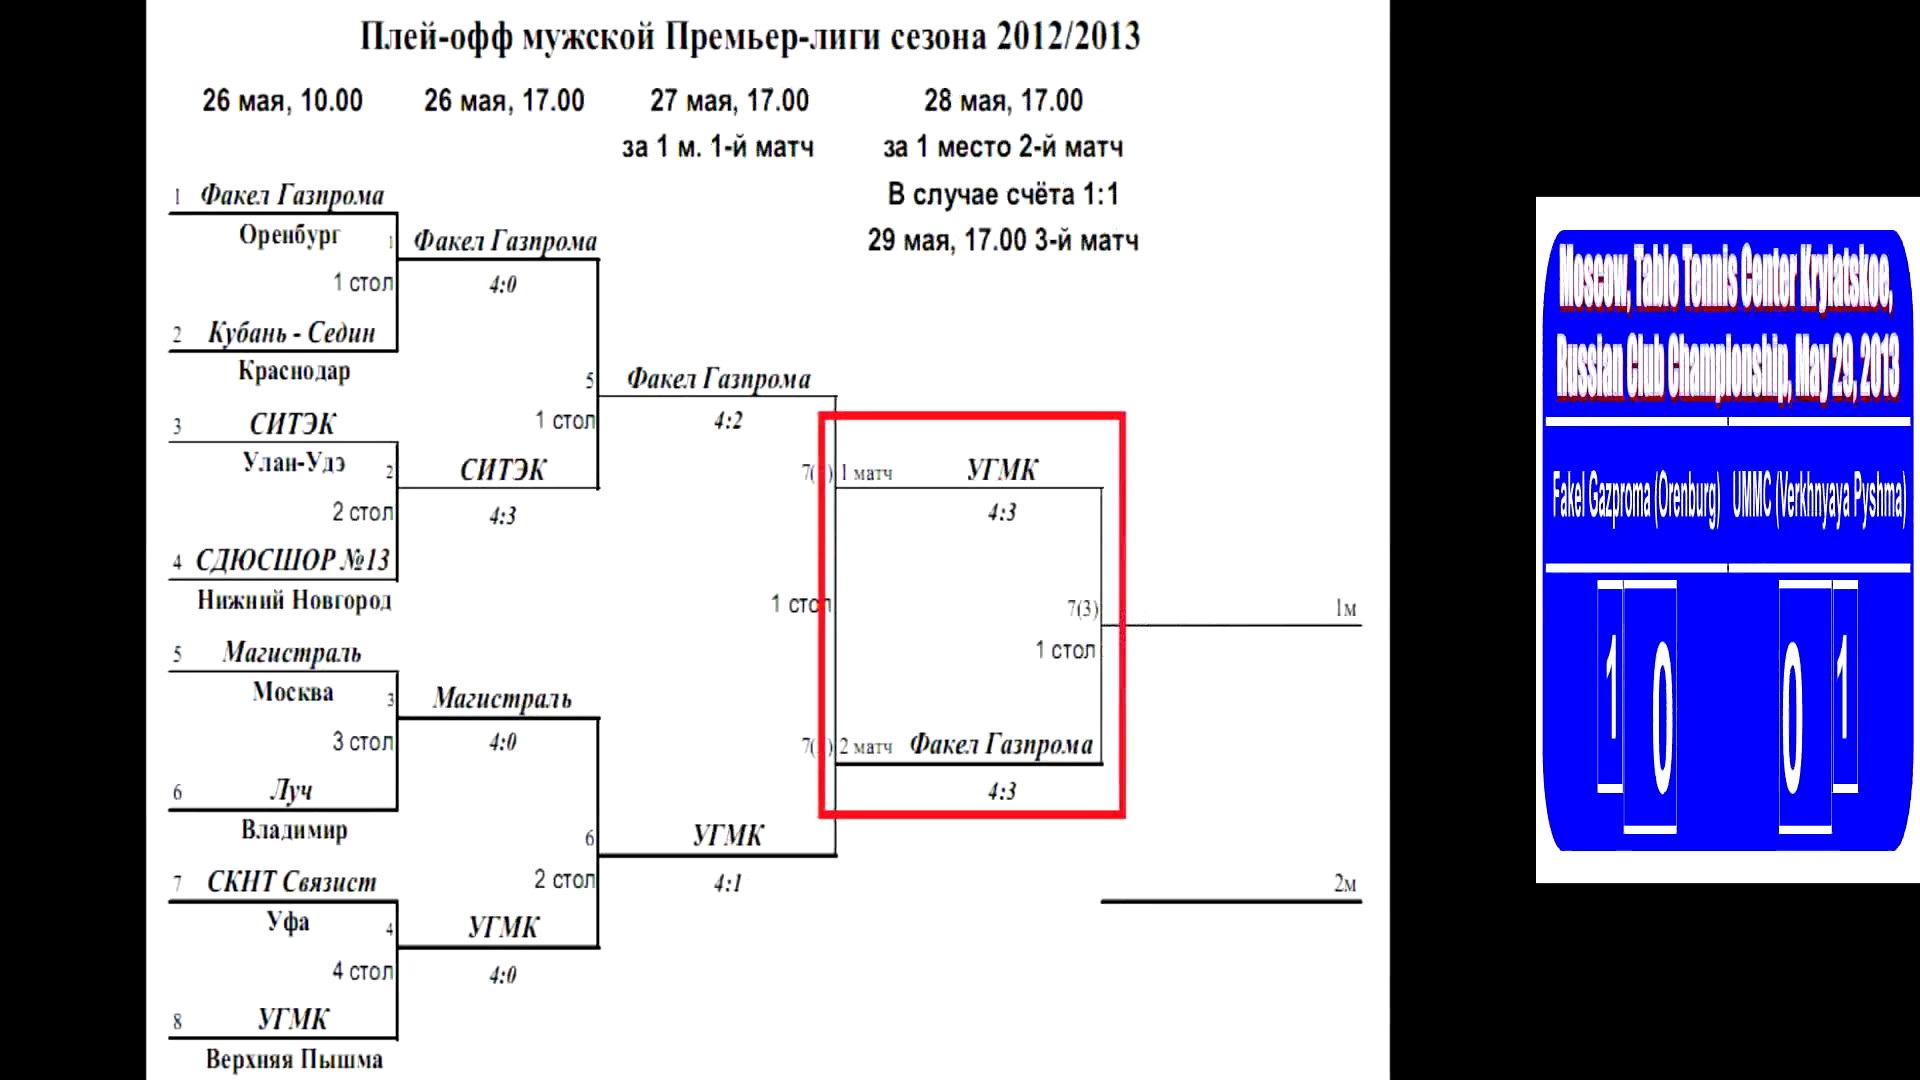 Плей-офф мужской Премьер-лиги сезона 2012/2013
26 мая, 10.00
26 мая, 17.00
27 мая, 17.00
28 мая, 17.00
за 1 м. 1-й матч
за 1 место 2-й матч
В случае счёта 1:1
29 мая, 17.00 3-й матч
1 Факел Газпрома
Оренбург
1
Факел Газпрома
1 стол
4:0
2 Кубань - Седин
Краснодар
5
Факел Газпрома
1 стол
4:2
3 СИТЭК
Улан-Удэ
2
СИТЭК
2 стол
4:3
4 СДЮСШОР №13
Нижний Новгород
1 матч УГМК
4:3
1 стол
7(3)
1 стол
1м
5 Магистраль
Москва
3
Магистраль
3 стол
4:0
2 матч Факел Газпрома
4:3
6 Луч
Владимир
6
УГМК
2 стол
4:1
2м
7 СКНТ Связист
Уфа
4
УГМК
4 стол
4:0
8 УГМК
Верхняя Пышма
Moscow, Table Tennis Center Krylatskoe,
Russian Club Championship, May 29, 2013
Fakel Gazproma (Orenburg) UMMC (Verkhnyaya Pyshma)
1 0 0 1